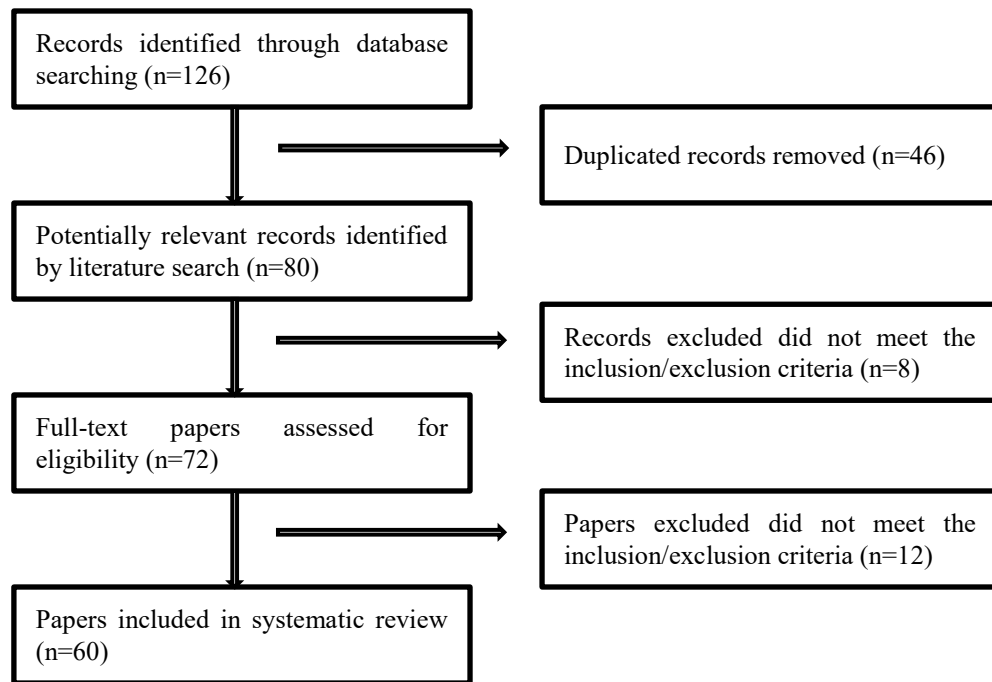 Records identified through database
searching (n=126)
Duplicated records removed (n=46)
Potentially relevant records identified
by literature search (n=80)
Records excluded did not meet the
inclusion/exclusion criteria (n=8)
Full-text papers assessed for
eligibility (n=72)
Papers excluded did not meet the
inclusion/exclusion criteria (n=12)
Papers included in systematic review
(n=60)